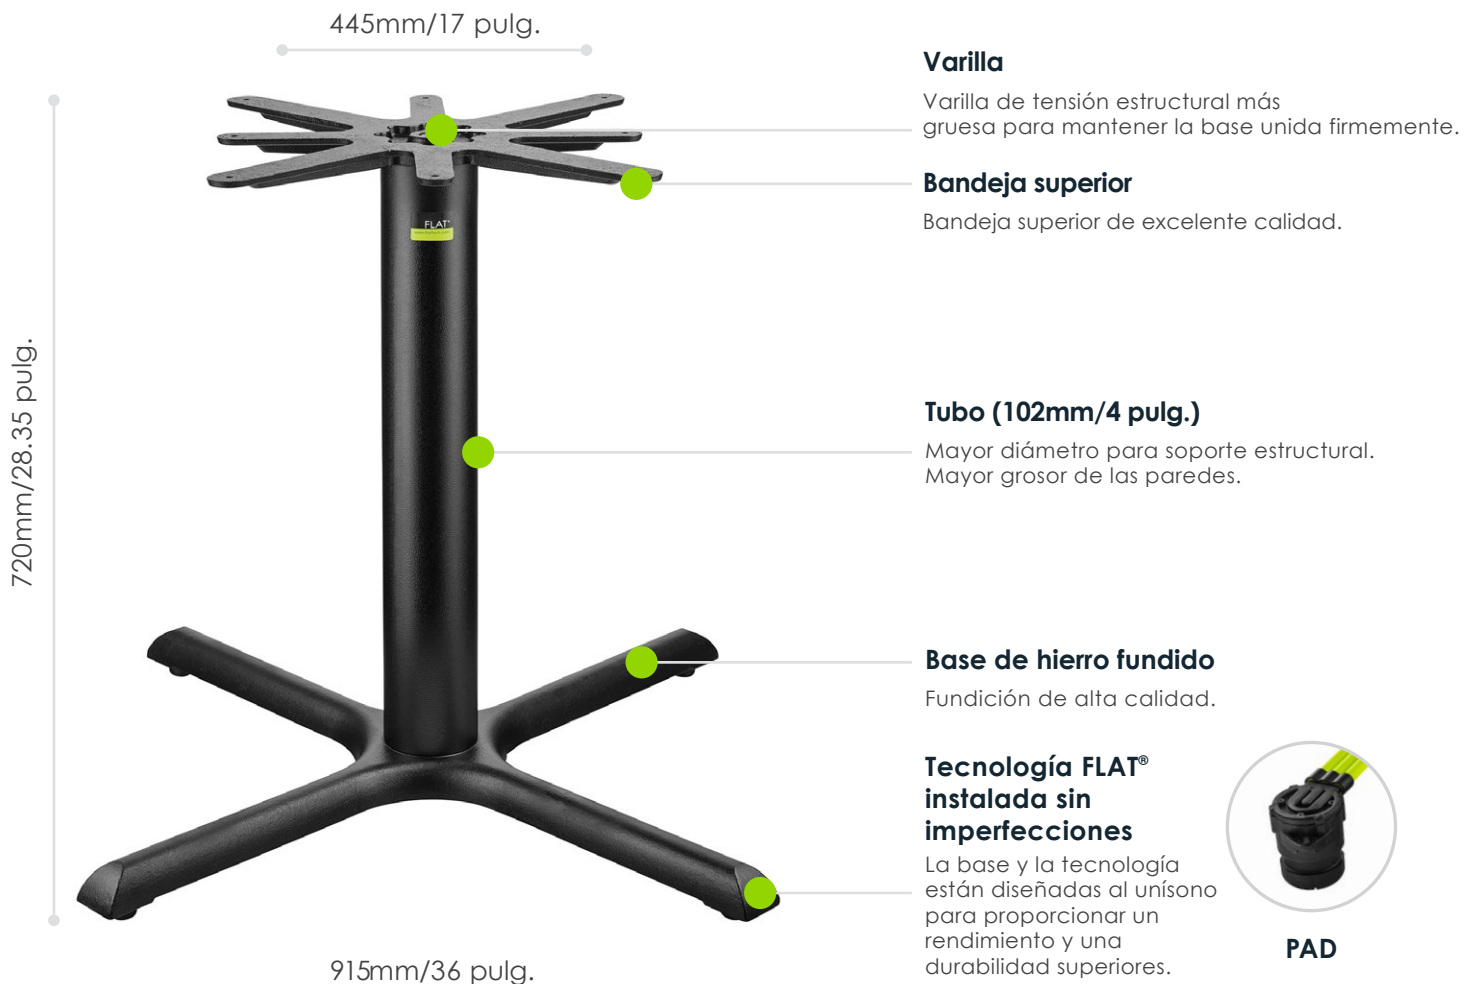 445mm/17 pulg.
720mm/28.35 pulg.
FLAT®
915mm/36 pulg.
Varilla
Varilla de tensión estructural más
gruesa para mantener la base unida firmemente.
Bandeja superior
Bandeja superior de excelente calidad.
Tubo (102mm/4 pulg.)
Mayor diámetro para soporte estructural.
Mayor grosor de las paredes.
Base de hierro fundido
Fundición de alta calidad.
Tecnología FLAT®
instalada sin
imperfecciones
La base y la tecnología
están diseñadas al unísono
para proporcionar un
rendimiento y una
durabilidad superiores.
PAD